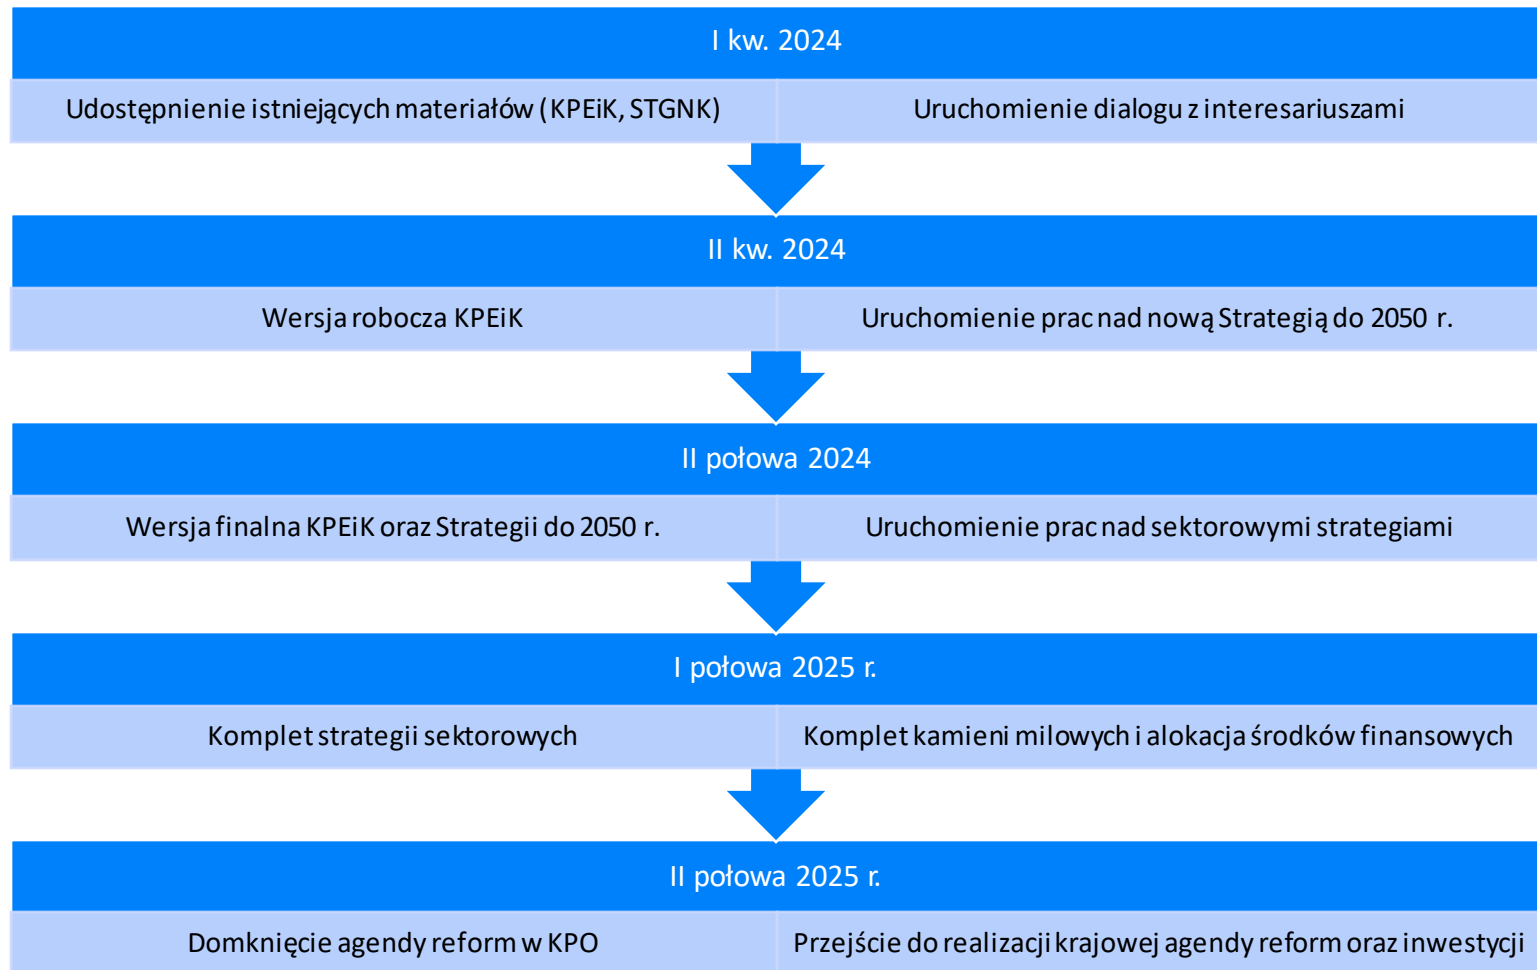 I kw. 2024
Udostępnienie istniejących materiałów (KPEiK, STGNK)
Uruchomienie dialogu z interesariuszami
II kw. 2024
Wersja robocza KPEiK
Uruchomienie prac nad nową Strategią do 2050 r.
II połowa 2024
Wersja finalna KPEiK oraz Strategii do 2050 r.
Uruchomienie prac nad sektorowymi strategiami
I połowa 2025 r.
Komplet strategii sektorowych
Komplet kamieni milowych i alokacja środków finansowych
II połowa 2025 r.
Domknięcie agendy reform w KPO
Przejście do realizacji krajowej agendy reform oraz inwestycji